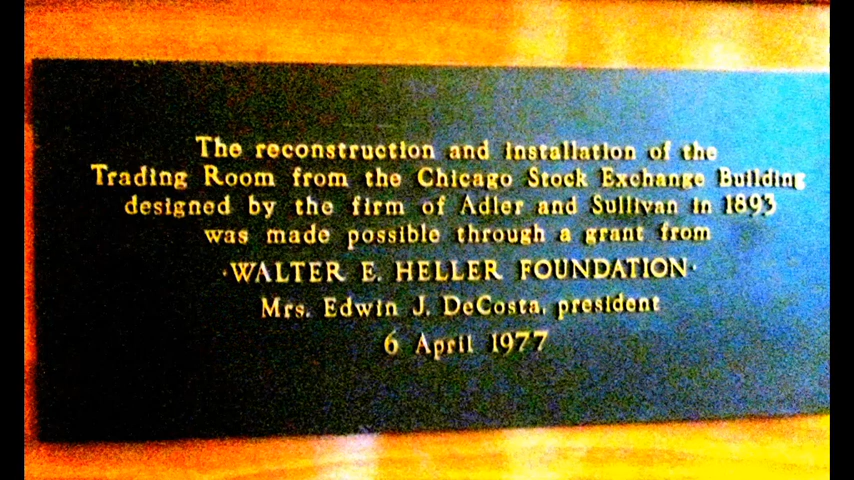 The reconstruction and installation of the
Trading Room from the Chicago Stock Exchange Building
designed by the firm of Adler and Sullivan in 1893
was made possible through a grant from
·WALTER E. HELLER FOUNDATION·
Mrs. Edwin J. DeCosta, president
6 April 1977